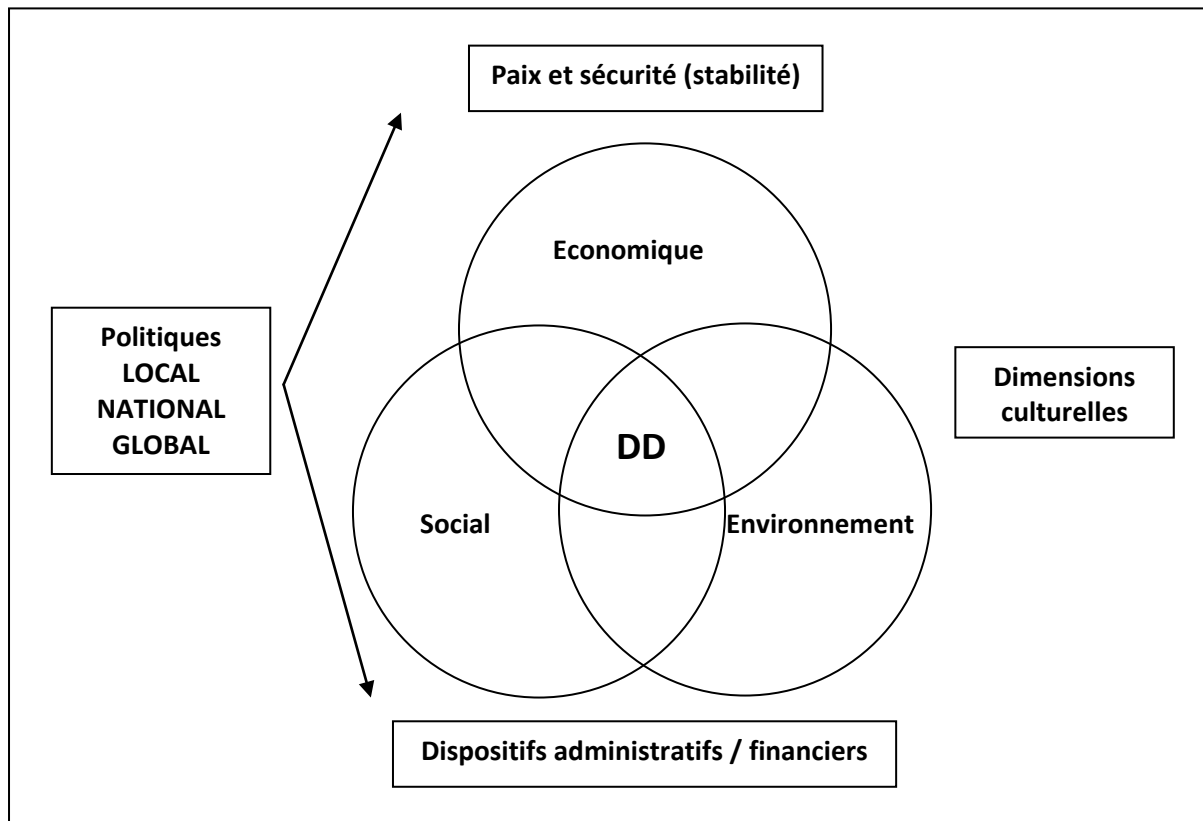 Paix et sécurité (stabilité)
Economique
Politiques
LOCAL
NATIONAL
GLOBAL
Dimensions
culturelles
DD
Social
Environnement
Dispositifs administratifs / financiers